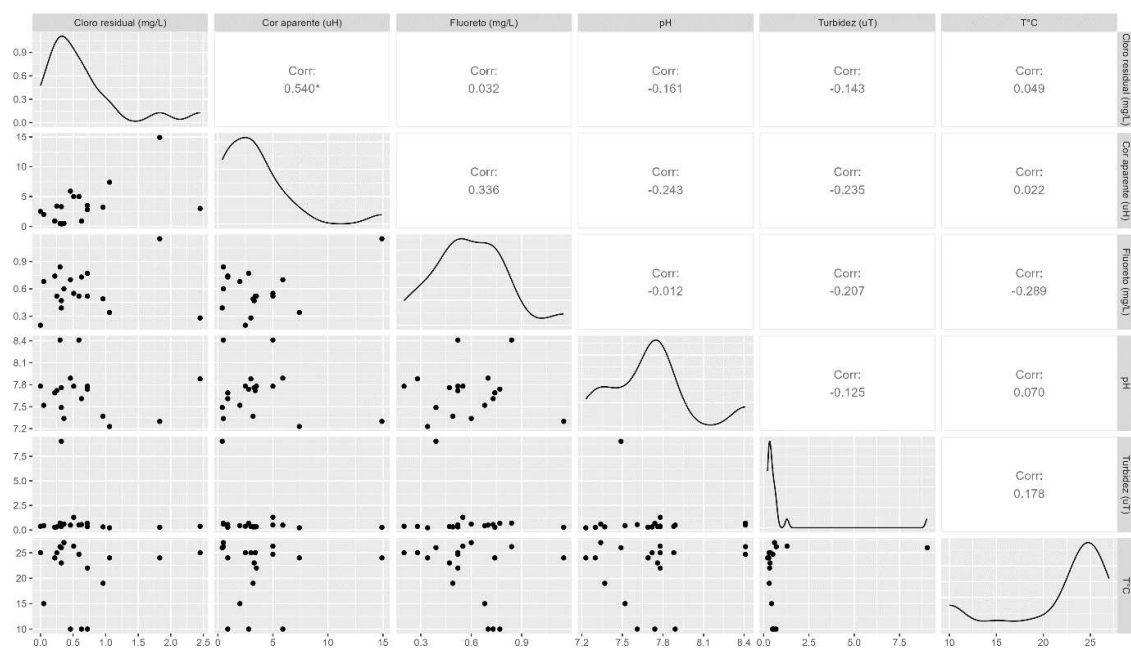 Cloro residual (mg/L) Cor aparente (uH) Fluoreto (mg/L) pH Turbidez (uT) T°C
0.9
0.6
0.3
0.0
Corr:
0.540*
Corr:
0.032
Corr:
-0.161
Corr:
-0.143
Corr:
0.049
Cloro residual (mg/L)
15
10
5
0
Corr:
0.336
Corr:
-0.243
Corr:
-0.235
Corr:
0.022
Cor aparente (uH)
0.9
0.6
0.3
Corr:
-0.012
Corr:
-0.207
Corr:
-0.289
Fluoreto (mg/L)
8.4
8.1
7.8
7.5
7.2
Corr:
-0.125
Corr:
0.070
pH
7.5
5.0
2.5
0.0
Corr:
0.178
Turbidez (uT)
25
20
15
10
T°C
0.0 0.5 1.0 1.5 2.0 2.5 0 5 10 15 0.3 0.6 0.9 7.2 7.5 7.8 8.1 8.4 0.0 2.5 5.0 7.5 10 15 20 25